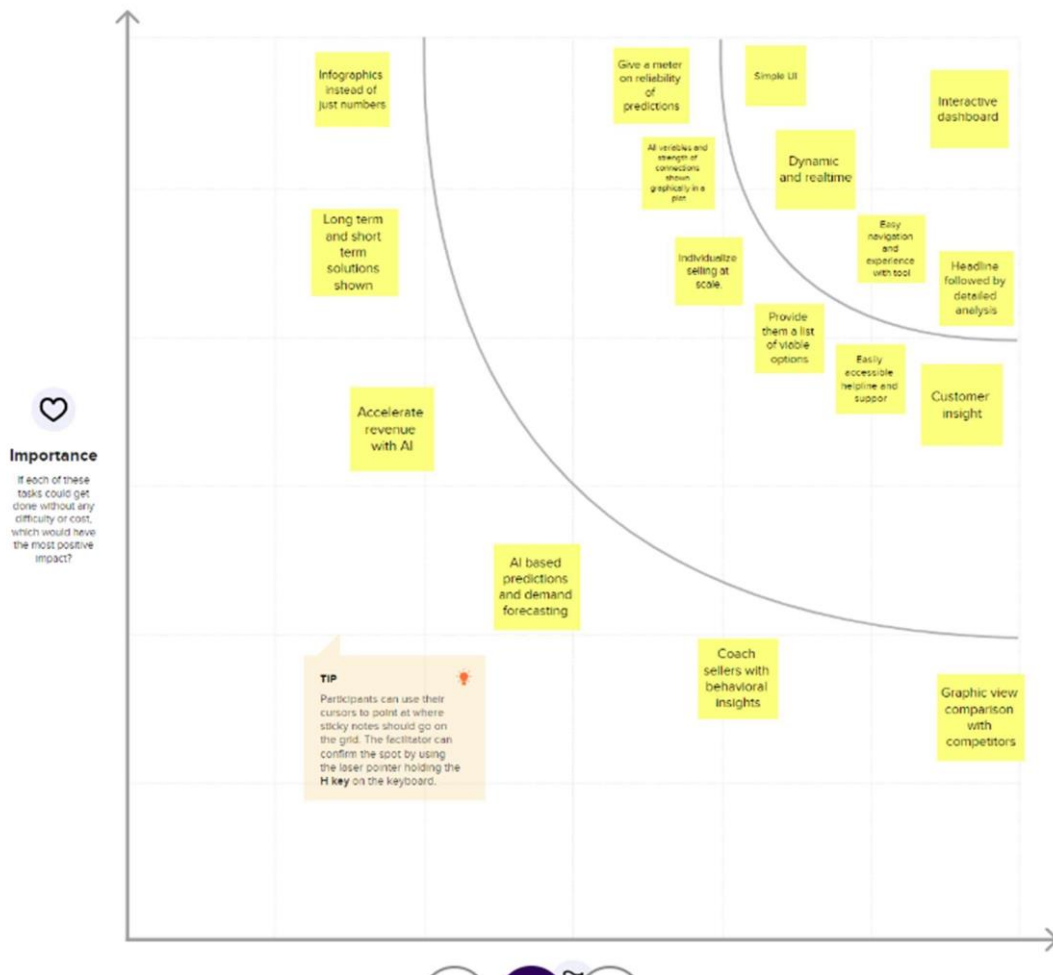 Infographics
instead of
just numbers
Give a meter
on reliability
of
predictions
Simple UI
Interactive
dashboard
All variables and
strength of
connections
shown
graphically in a
plot
Dynamic
and realtime
Long term
and short
term
solutions
shown
Individualize
selling at
scale.
Easy
navigation
and
experience
with tool
Headline
followed by
detailed
analysis
Provide
them a list
of viable
options
Easily
accessible
helpline and
suppor
Customer
insight
Accelerate
revenue
with AI
Importance
If each of these
tasks could get
done without any
difficulty or cost,
which would have
the most positive
impact?
AI based
predictions
and demand
forecasting
Coach
sellers with
behavioral
insights
Graphic view
comparison
with
competitors
TIP
Participants can use their
cursors to point at where
sticky notes should go on
the grid. The facilitator can
confirm the spot by using
the laser pointer holding the
H key on the keyboard.